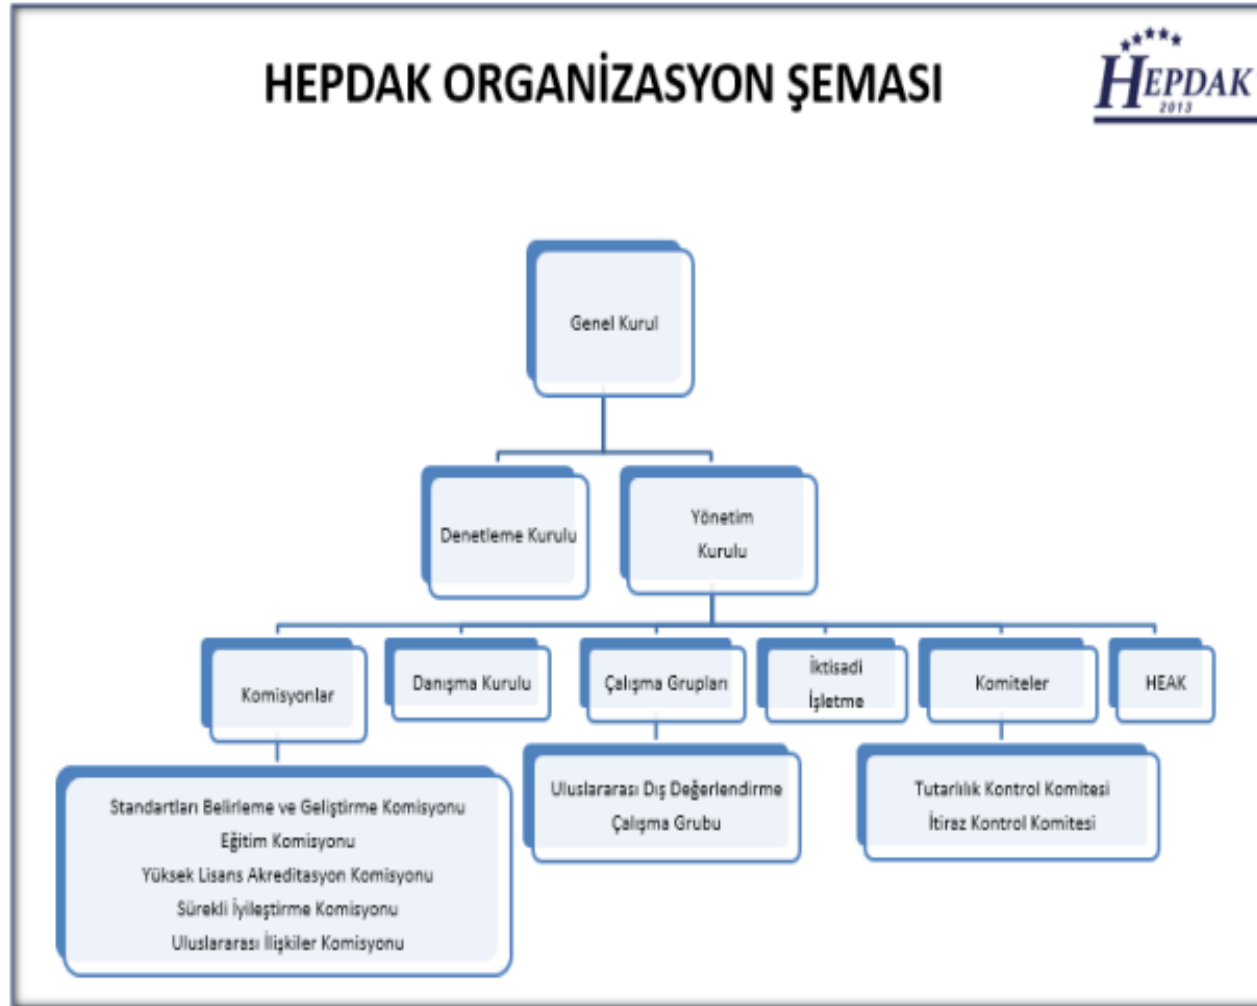 HEPDAK ORGANİZASYON ŞEMASI
HEPDAK
2013
Genel Kurul
Denetleme Kurulu
Yönetim
Kurulu
Komisyonlar
Danışma Kurulu
Çalışma Grupları
İktisadi
İşletme
Komiteler
HEAK
Standartları Belirleme ve Geliştirme Komisyonu
Eğitim Komisyonu
Yüksek Lisans Akreditasyon Komisyonu
Sürekli İyileştirme Komisyonu
Uluslararası İlişkiler Komisyonu
Uluslararası Dış Değerlendirme
Çalışma Grubu
Tutarlılık Kontrol Komitesi
İtiraz Kontrol Komitesi